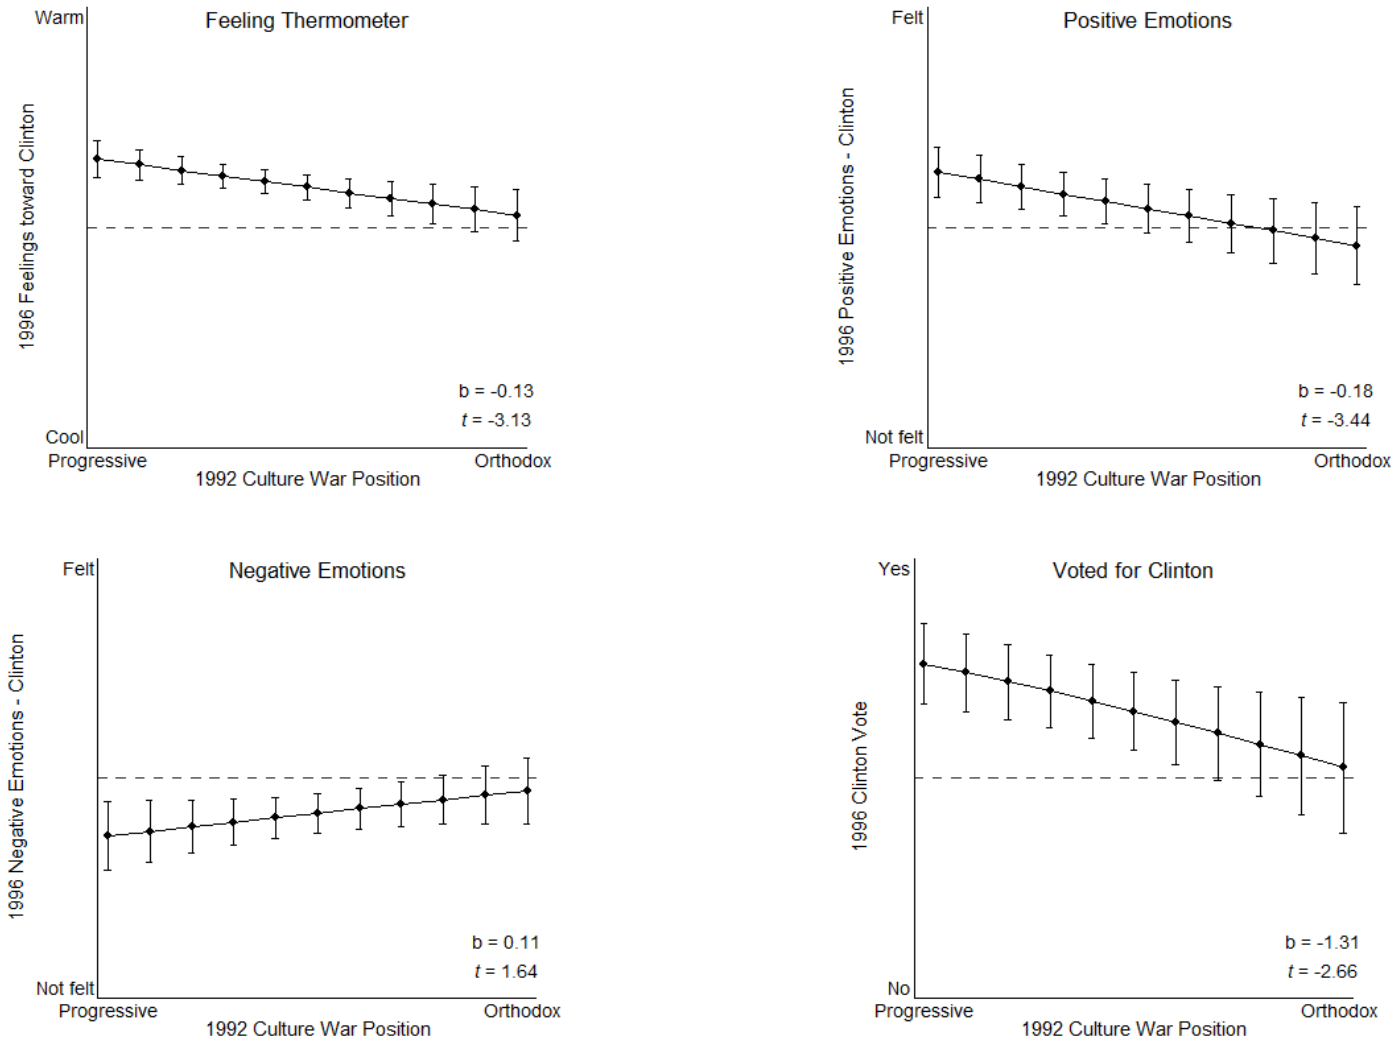 Warm
Feeling Thermometer
1996 Feelings toward Clinton
b = -0.13
t = -3.13
Cool
Progressive
Orthodox
1992 Culture War Position
Felt
Positive Emotions
1996 Positive Emotions - Clinton
b = -0.18
t = -3.44
Not felt
Progressive
Orthodox
1992 Culture War Position
Felt
Negative Emotions
1996 Negative Emotions - Clinton
b = 0.11
t = 1.64
Not felt
Progressive
Orthodox
1992 Culture War Position
Yes
Voted for Clinton
1996 Clinton Vote
b = -1.31
t = -2.66
No
Progressive
Orthodox
1992 Culture War Position